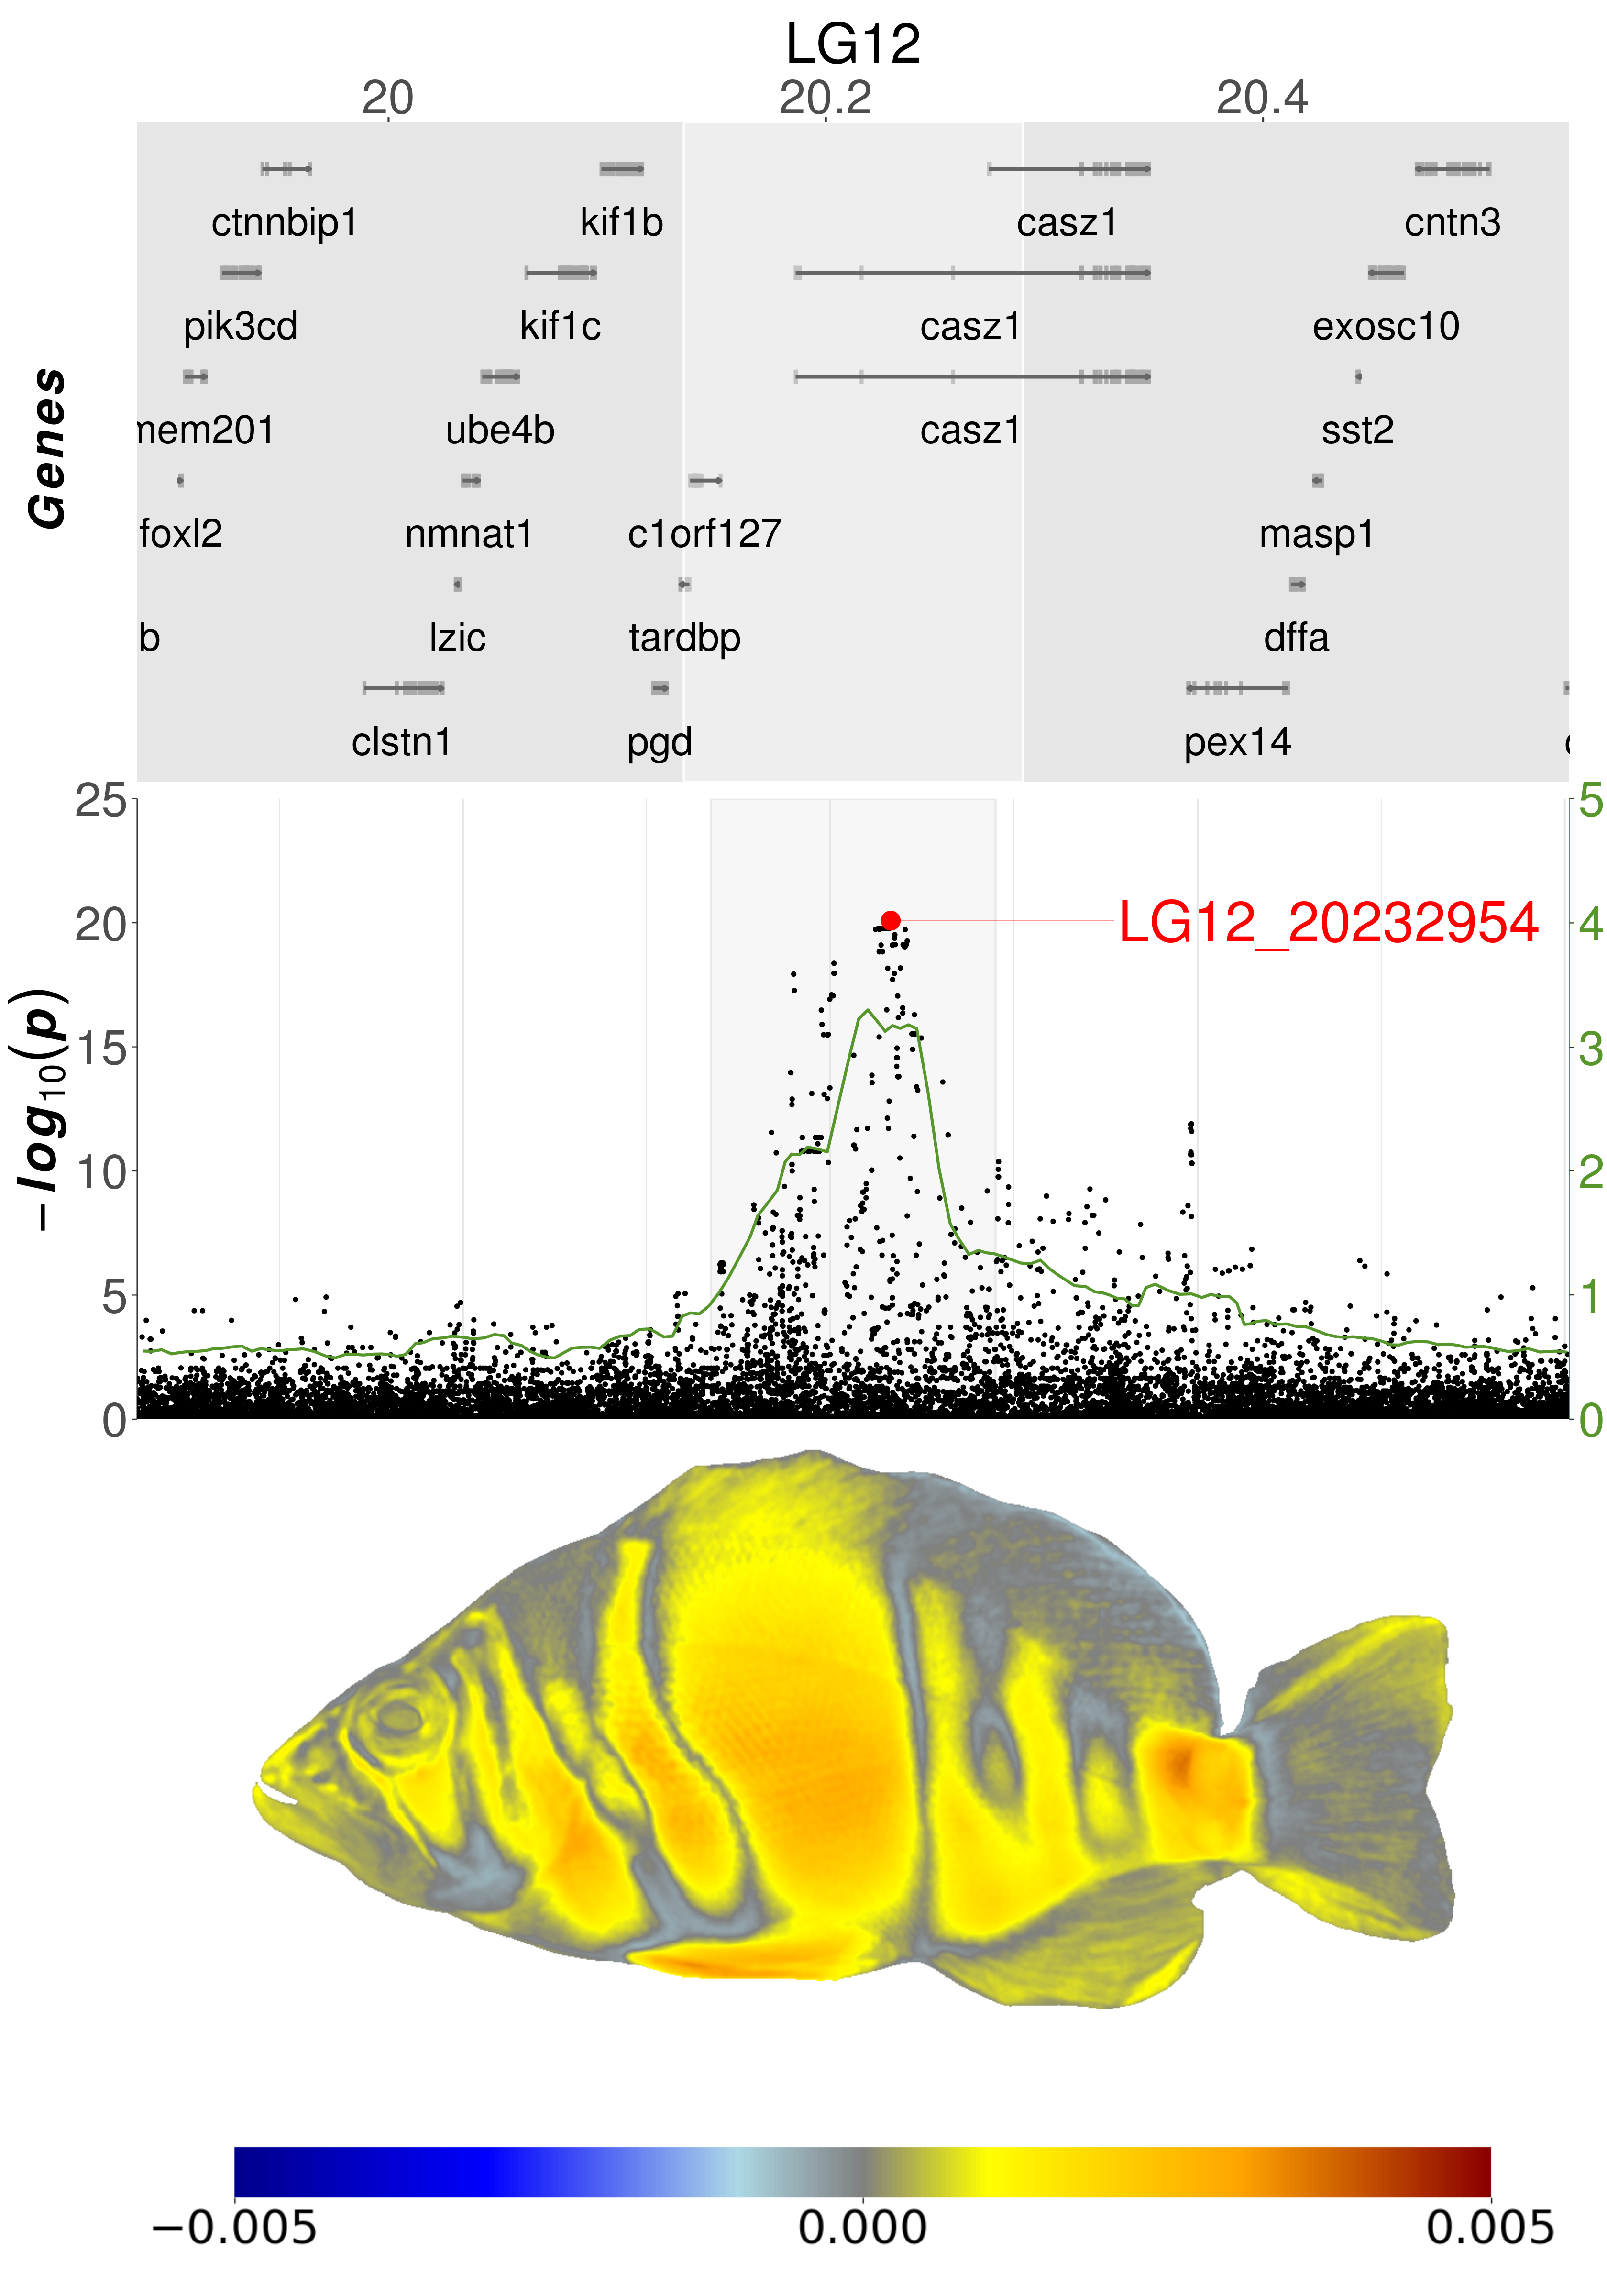 LG12
20 20.2 20.4
ctnnbip1 kif1b casz1 cntn3
pik3cd kif1c casz1 exosc10
mem201 ube4b casz1 sst2
foxl2 nmnat1 c1orf127 masp1
b lzic tardbp dffa
clstn1 pgd pex14
Genes
25 5
20 LG12_20232954 4
15 3
10 2
5 1
0 0
−log10(p)
−0.005 0.000 0.005